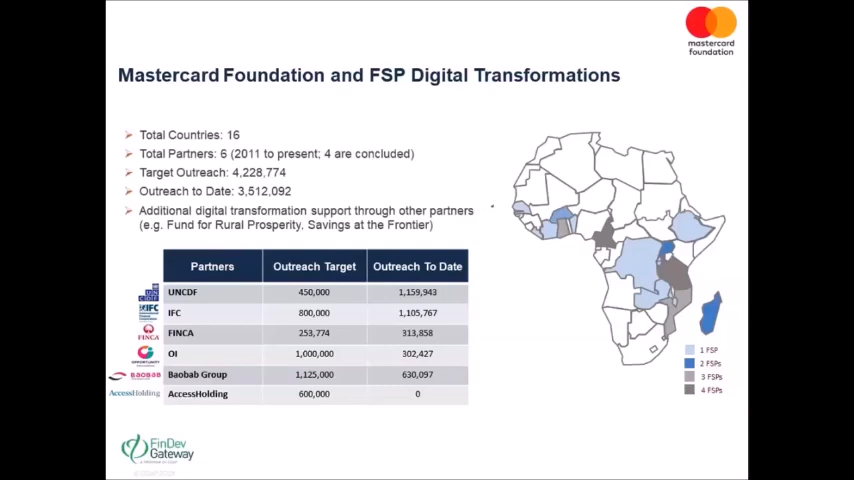 mastercard
foundation
Mastercard Foundation and FSP Digital Transformations
Total Countries: 16
Total Partners: 6 (2011 to present; 4 are concluded)
Target Outreach: 4,228,774
Outreach to Date: 3,512,092
Additional digital transformation support through other partners
(e.g. Fund for Rural Prosperity, Savings at the Frontier)
Partners Outreach Target Outreach To Date
UNCDF 450,000 1,159,943
IFC IFC 800,000 1,105,767
FINCA FINCA 253,774 313,858
OPPORTUNITY OI 1,000,000 302,427
BAOBAB Baobab Group 1,125,000 630,097
AccessHolding AccessHolding 600,000 0
1 FSP
2 FSPs
3 FSPs
4 FSPs
FinDev
Gateway